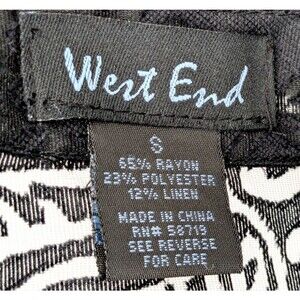 West End
S
65% RAYON
23% POLYESTER
12% LINEN
MADE IN CHINA
RN# 58719
SEE REVERSE
FOR CARE